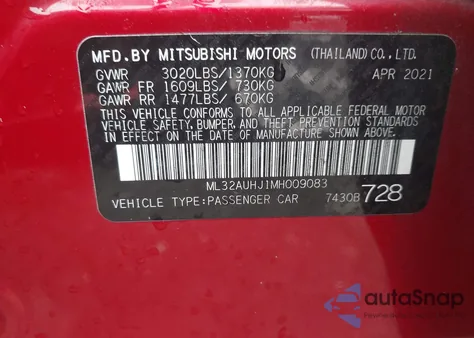 MFD.BY MITSUBISHI MOTORS (THAILAND)CO.,LTD.
GVWR 3020LBS/1370KG APR 2021
GAWR FR 1609LBS/ 730KG
GAWR RR 1477LBS/ 670KG
THIS VEHICLE CONFORMS TO ALL APPLICABLE FEDERAL MOTOR
VEHICLE SAFETY, BUMPER, AND THEFT PREVENTION STANDARDS
IN EFFECT ON THE DATE OF MANUFACTURE SHOWN ABOVE.
ML32AUHJ1MH009083
VEHICLE TYPE:PASSENGER CAR 7430B 728
autoSnap